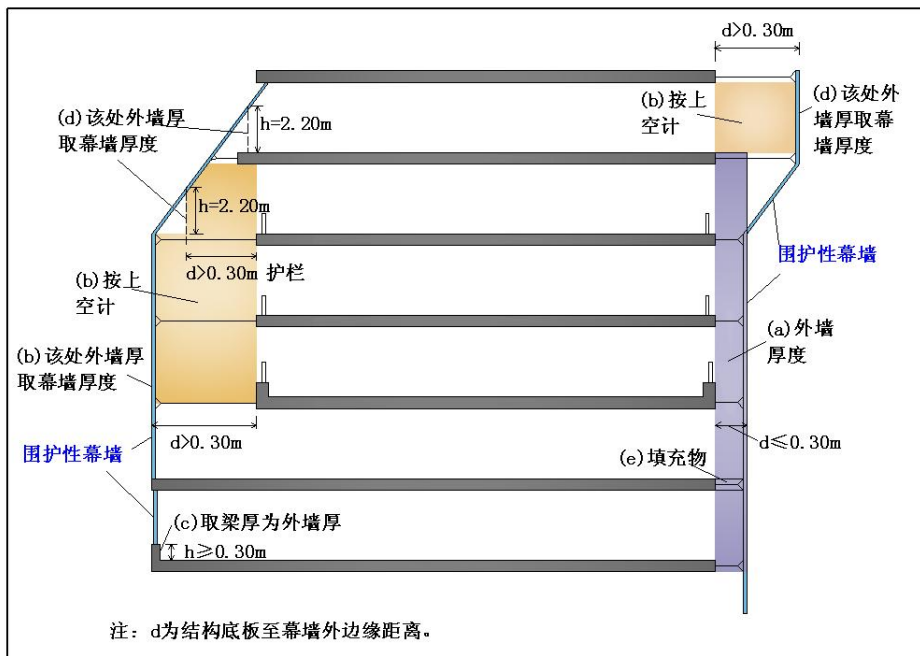 d>0.30m
(d)该处外墙厚
取幕墙厚度
h=2.20m
(b)按上
空计
(d)该处外
墙厚取幕
墙厚度
h=2.20m
d>0.30m 护栏
围护性幕墙
(b)按上
空计
(a)外墙
厚度
(b)该处外墙厚
取幕墙厚度
d>0.30m
d≤0.30m
围护性幕墙
(e)填充物
(c)取梁厚为外墙厚
h≥0.30m
注：d为结构底板至幕墙外边缘距离。